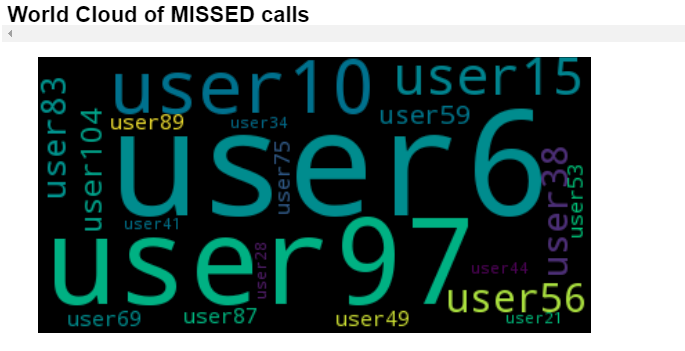 World Cloud of MISSED calls
user83
user10
user15
user104
user89
user34
user59
user6
user75
user38
user53
user41
user97
user28
user44
user56
user69
user87
user49
user21